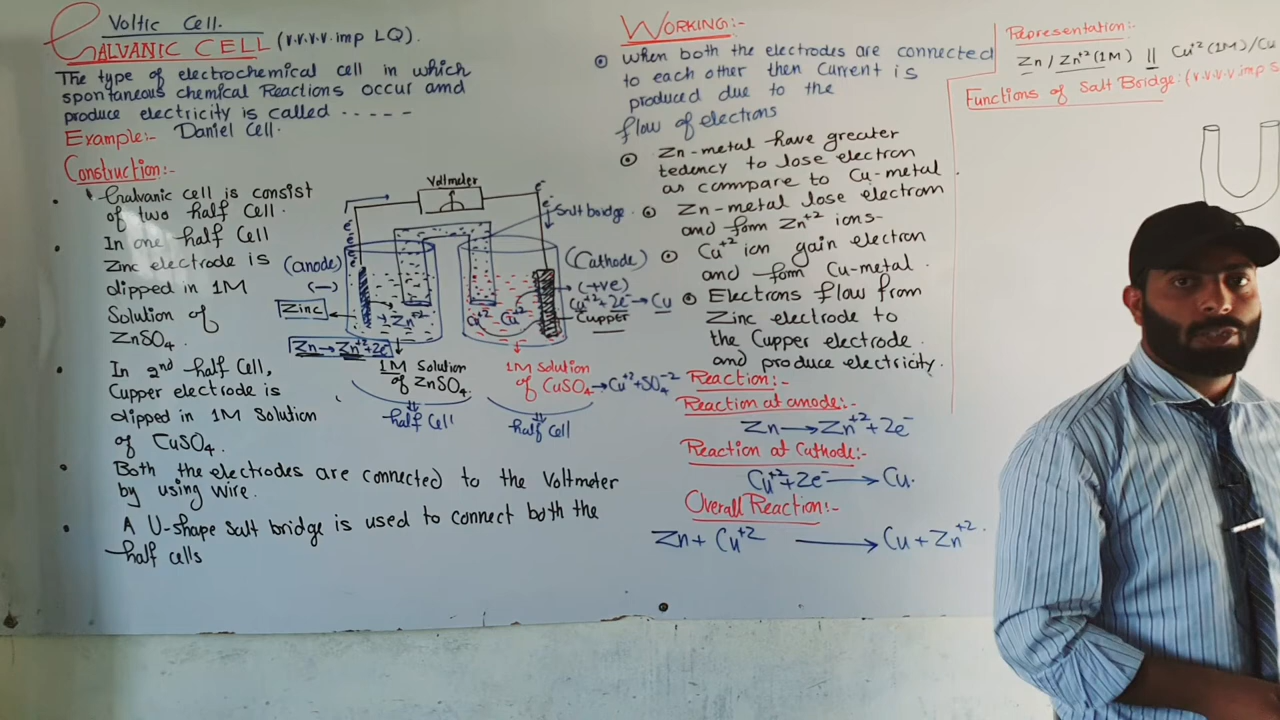 Voltic Cell.
GALVANIC CELL (v.v.v.v.imp LQ).
The type of electrochemical cell in which
spontaneous chemical Reactions occur and
produce electricity is called -----
Example:- Daniel Cell.
Construction:-
Galvanic cell is consist
of two half Cell.
In one half Cell
Zinc electrode is
dipped in 1M
Solution of
ZnSO4.
In 2nd half Cell,
Cupper electrode is
dipped in 1M Solution
of CuSO4.
Both the electrodes are connected to the Voltmeter
by using wire.
A U-shape Salt bridge is used to connect both the
half cells
Voltmeter
e-
e-
Salt bridge
(anode)
(-)
Zinc
Zn→Zn+2+2e-
Zn+2
Cu+2
Cu+2
(Cathode)
(+ve)
Cu+2+2e-→Cu
Cupper
1M Solution
of ZnSO4
1M Solution
of CuSO4→Cu+2+SO4-2
half Cell
half Cell
WORKING:-
When both the electrodes are connected
to each other then Current is
produced due to the
flow of electrons
Zn-metal have greater
tedency to lose electron
as compare to Cu-metal
Zn-metal lose electron
and form Zn+2 ions-
Cu+2 ion gain electron
and form Cu-metal.
Electrons flow from
Zinc electrode to
the Cupper electrode
and produce electricity.
Reaction:-
Reaction at anode:-
Zn→Zn+2+2e-
Reaction at Cathode:-
Cu+2+2e-→Cu.
Overall Reaction:-
Zn+Cu+2→Cu+Zn+2.
Representation:-
Zn/Zn+2(1M) || Cu+2(1M)/Cu
Functions of Salt Bridge:(v.v.v.v.imp S